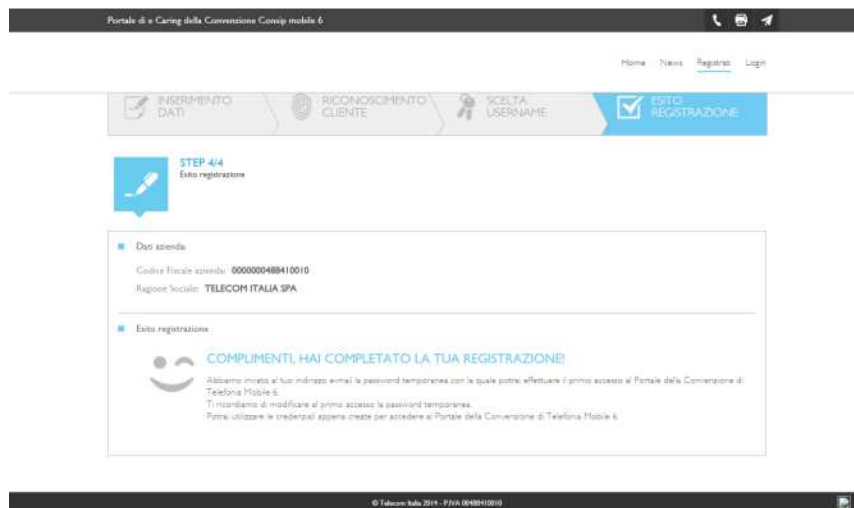 Portale di e Caring della Convenzione Consip mobile 6
Home News Registrati Login
INSERIMENTO DATI
RICONOSCIMENTO CLIENTE
SCELTA USERNAME
ESITO REGISTRAZIONE
STEP 4/4
Esito registrazione
Dati azienda
Codice Fiscale azienda: 0000000488410010
Ragione Sociale: TELECOM ITALIA SPA
Esito registrazione
COMPLIMENTI, HAI COMPLETATO LA TUA REGISTRAZIONE!
Abbiamo inviato al tuo indirizzo e-mail la password temporanea con la quale potrai effettuare il primo accesso al Portale della Convenzione di
Telefonia Mobile 6.
Ti ricordiamo di modificare al primo accesso la password temporanea.
Potrai utilizzare le credenziali appena create per accedere al Portale della Convenzione di Telefonia Mobile 6.
© Telecom Italia 2014 - P.IVA 00488410010